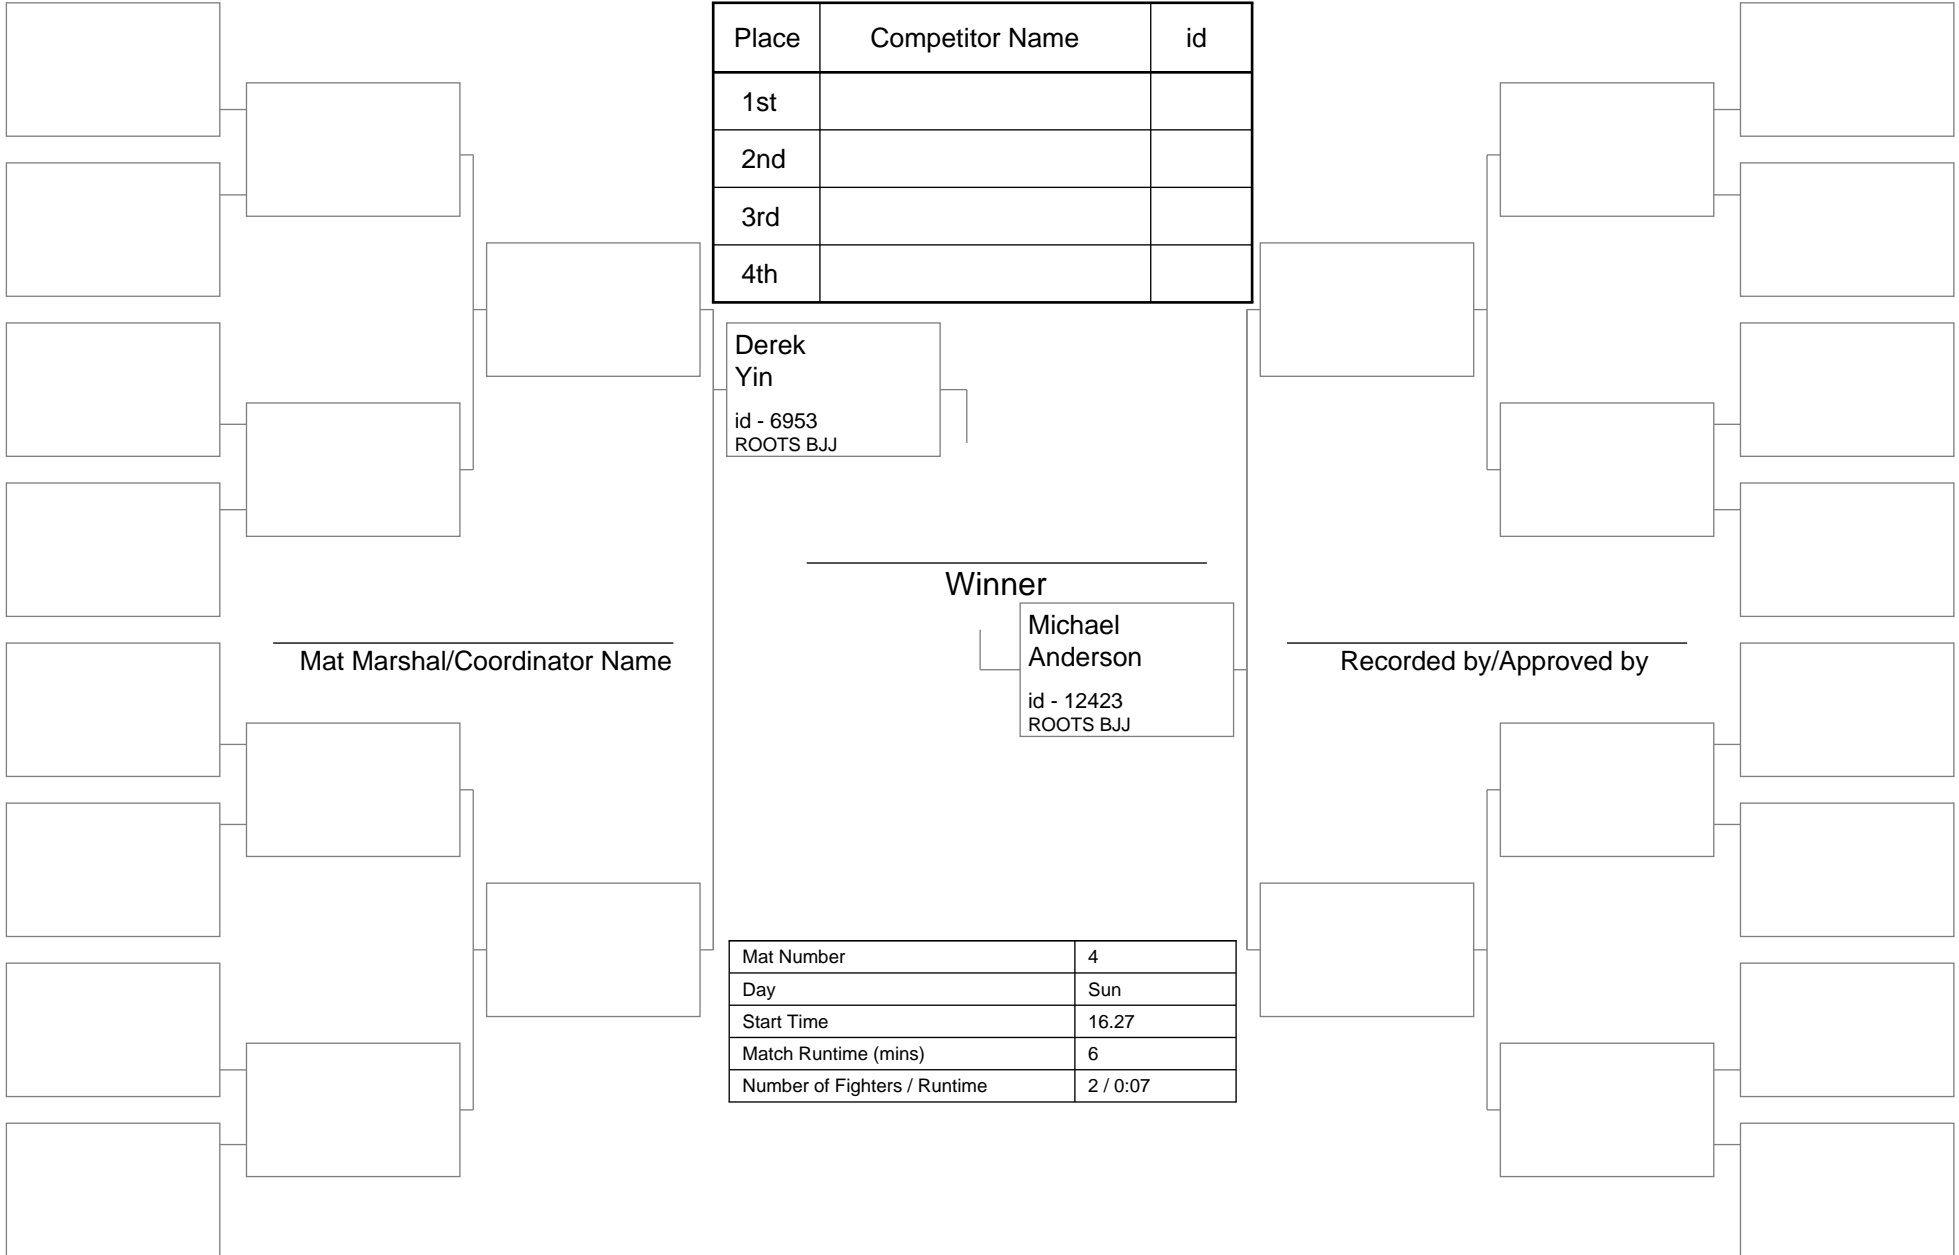 Place Competitor Name id
1st
2nd
3rd
4th
Derek
Yin
id - 6953
ROOTS BJJ
Winner
Michael
Anderson
id - 12423
ROOTS BJJ
Mat Marshal/Coordinator Name
Recorded by/Approved by
Mat Number 4
Day Sun
Start Time 16.27
Match Runtime (mins) 6
Number of Fighters / Runtime 2 / 0:07